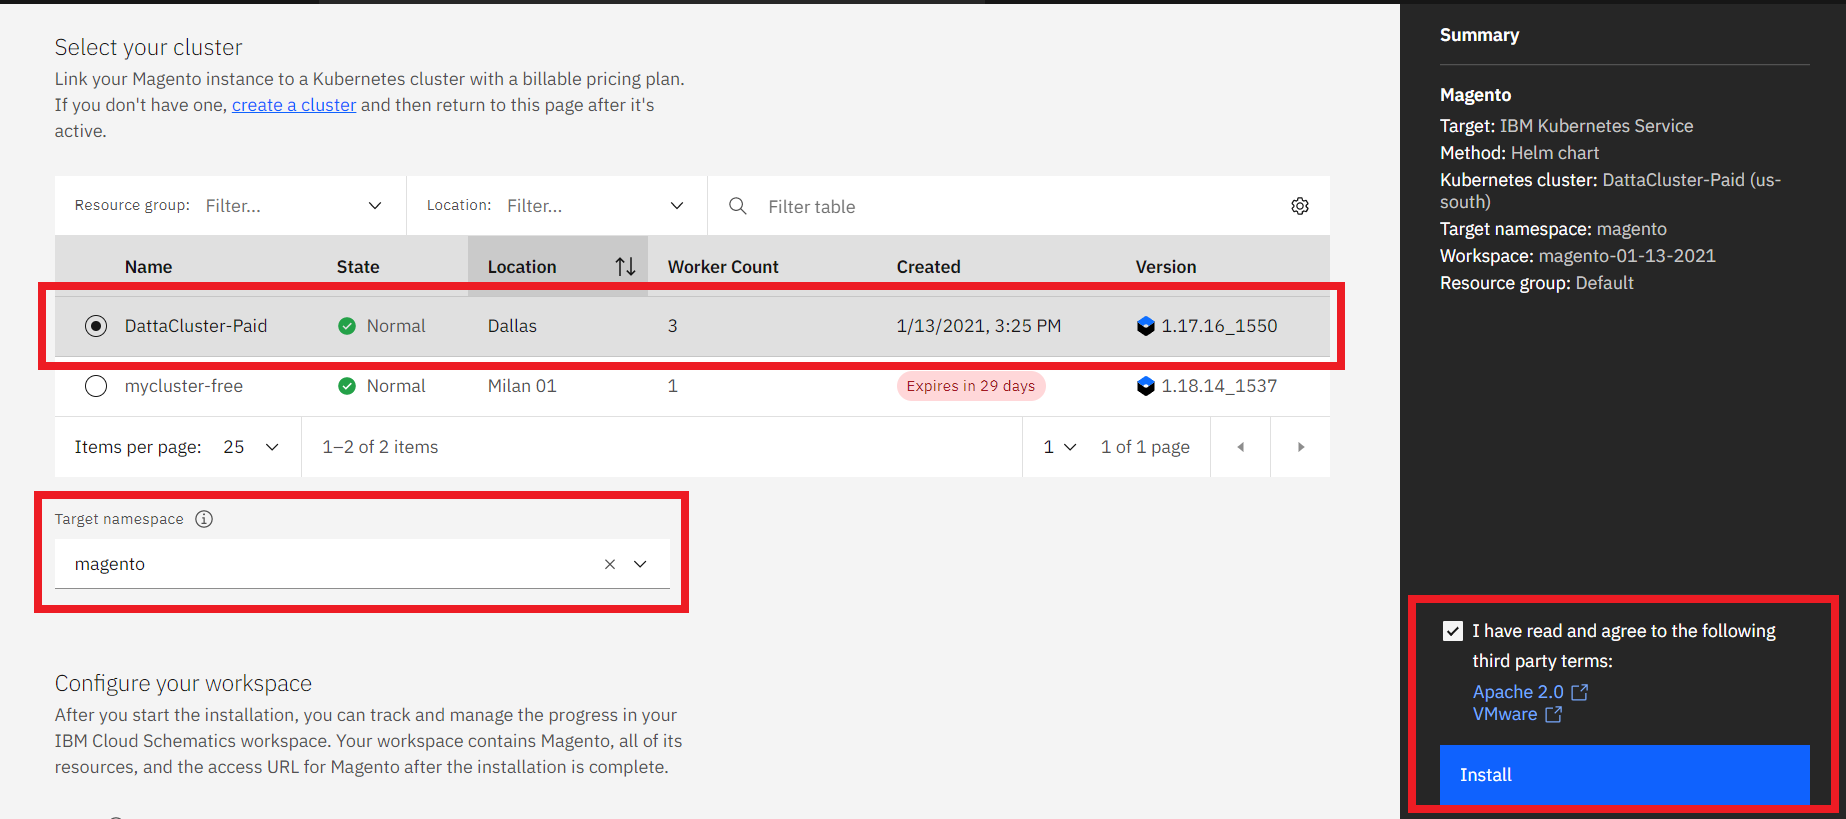 Select your cluster
Link your Magento instance to a Kubernetes cluster with a billable pricing plan.
If you don't have one, create a cluster and then return to this page after it's
active.
Resource group: Filter... Location: Filter... Filter table
Name State Location Worker Count Created Version
DattaCluster-Paid Normal Dallas 3 1/13/2021, 3:25 PM 1.17.16_1550
mycluster-free Normal Milan 01 1 Expires in 29 days 1.18.14_1537
Items per page: 25 1–2 of 2 items 1 1 of 1 page
Target namespace
magento
Configure your workspace
After you start the installation, you can track and manage the progress in your
IBM Cloud Schematics workspace. Your workspace contains Magento, all of its
resources, and the access URL for Magento after the installation is complete.
Summary
Magento
Target: IBM Kubernetes Service
Method: Helm chart
Kubernetes cluster: DattaCluster-Paid (us-
south)
Target namespace: magento
Workspace: magento-01-13-2021
Resource group: Default
I have read and agree to the following
third party terms:
Apache 2.0
VMware
Install